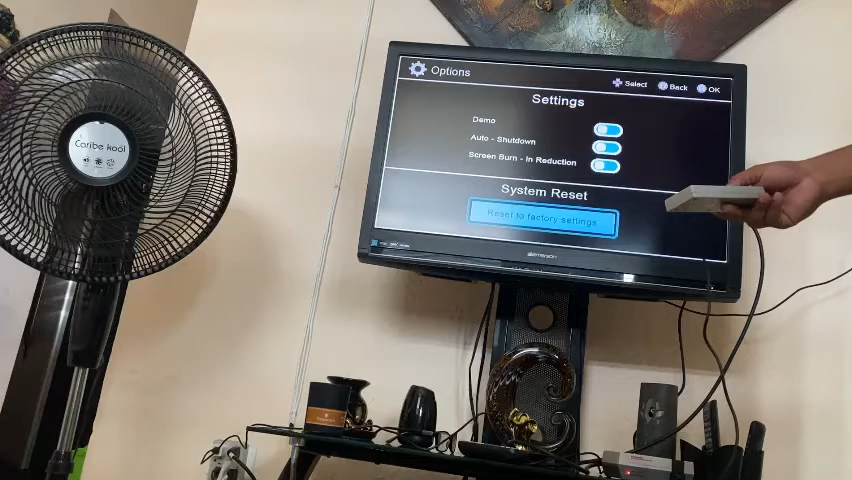 Options
Select
Back
OK
Settings
Demo
Auto - Shutdown
Screen Burn - In Reduction
System Reset
Reset to factory settings
EMERSON
Caribe kool